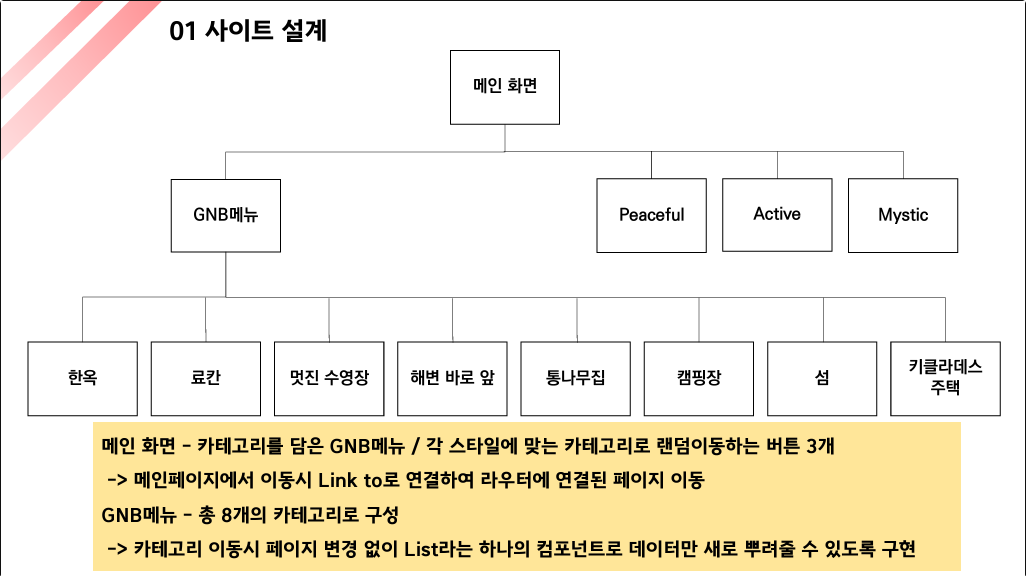 01 사이트 설계
메인 화면
GNB메뉴
Peaceful
Active
Mystic
한옥
료칸
멋진 수영장
해변 바로 앞
통나무집
캠핑장
섬
키클라데스
주택
메인 화면 - 카테고리를 담은 GNB메뉴 / 각 스타일에 맞는 카테고리로 랜덤이동하는 버튼 3개
-> 메인페이지에서 이동시 Link to로 연결하여 라우터에 연결된 페이지 이동
GNB메뉴 - 총 8개의 카테고리로 구성
-> 카테고리 이동시 페이지 변경 없이 List라는 하나의 컴포넌트로 데이터만 새로 뿌려줄 수 있도록 구현